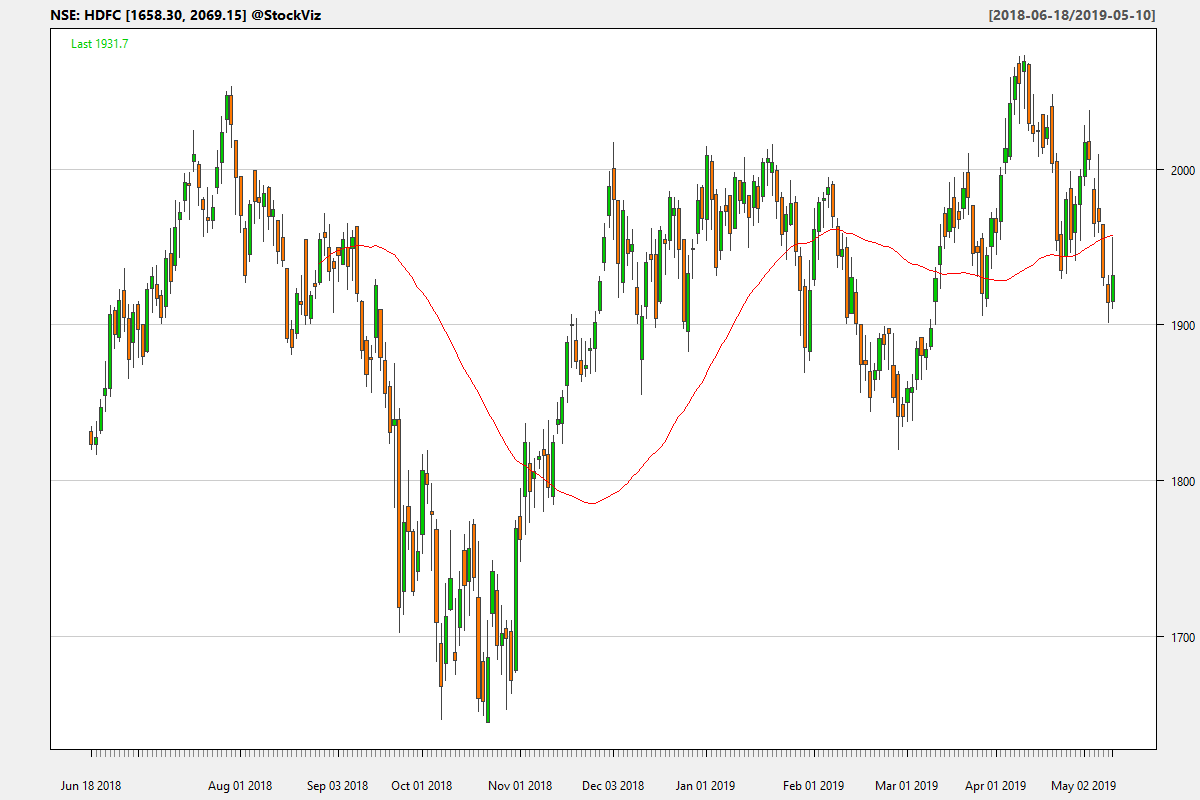 NSE: HDFC [1658.30, 2069.15] @StockViz [2018-06-18/2019-05-10]
Last 1931.7
2000
1900
1800
1700
Jun 18 2018 Aug 01 2018 Sep 03 2018 Oct 01 2018 Nov 01 2018 Dec 03 2018 Jan 01 2019 Feb 01 2019 Mar 01 2019 Apr 01 2019 May 02 2019